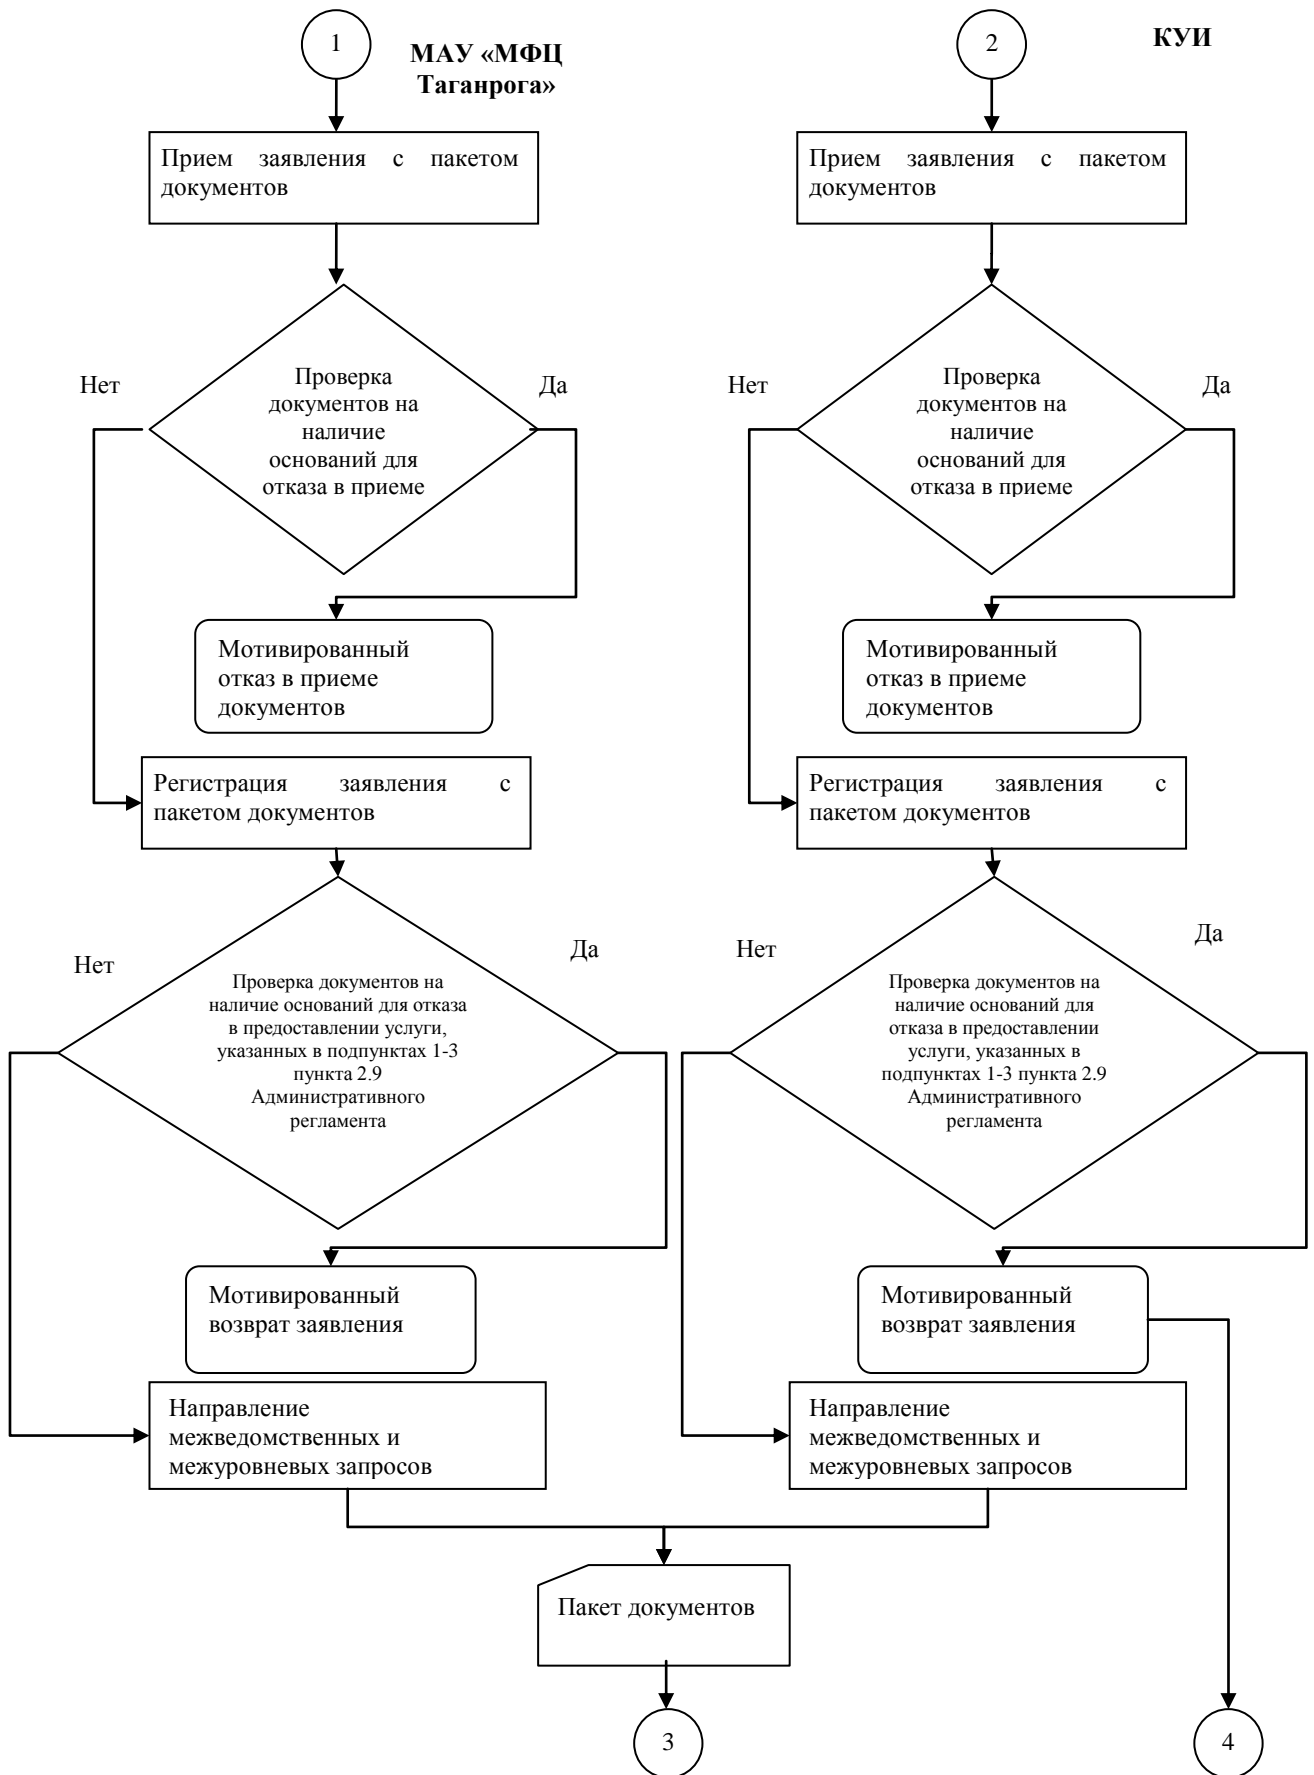 1
МАУ «МФЦ
Таганрога»
2
КУИ
Прием заявления с пакетом
документов
Прием заявления с пакетом
документов
Нет
Проверка
документов на
наличие
оснований для
отказа в приеме
Да
Нет
Проверка
документов на
наличие
оснований для
отказа в приеме
Да
Мотивированный
отказ в приеме
документов
Мотивированный
отказ в приеме
документов
Регистрация заявления с
пакетом документов
Регистрация заявления с
пакетом документов
Нет
Проверка документов на
наличие оснований для отказа
в предоставлении услуги,
указанных в подпунктах 1-3
пункта 2.9
Административного
регламента
Да
Нет
Проверка документов на
наличие оснований для
отказа в предоставлении
услуги, указанных в
подпунктах 1-3 пункта 2.9
Административного
регламента
Да
Мотивированный
возврат заявления
Мотивированный
возврат заявления
Направление
межведомственных и
межуровневых запросов
Направление
межведомственных и
межуровневых запросов
Пакет документов
3
4